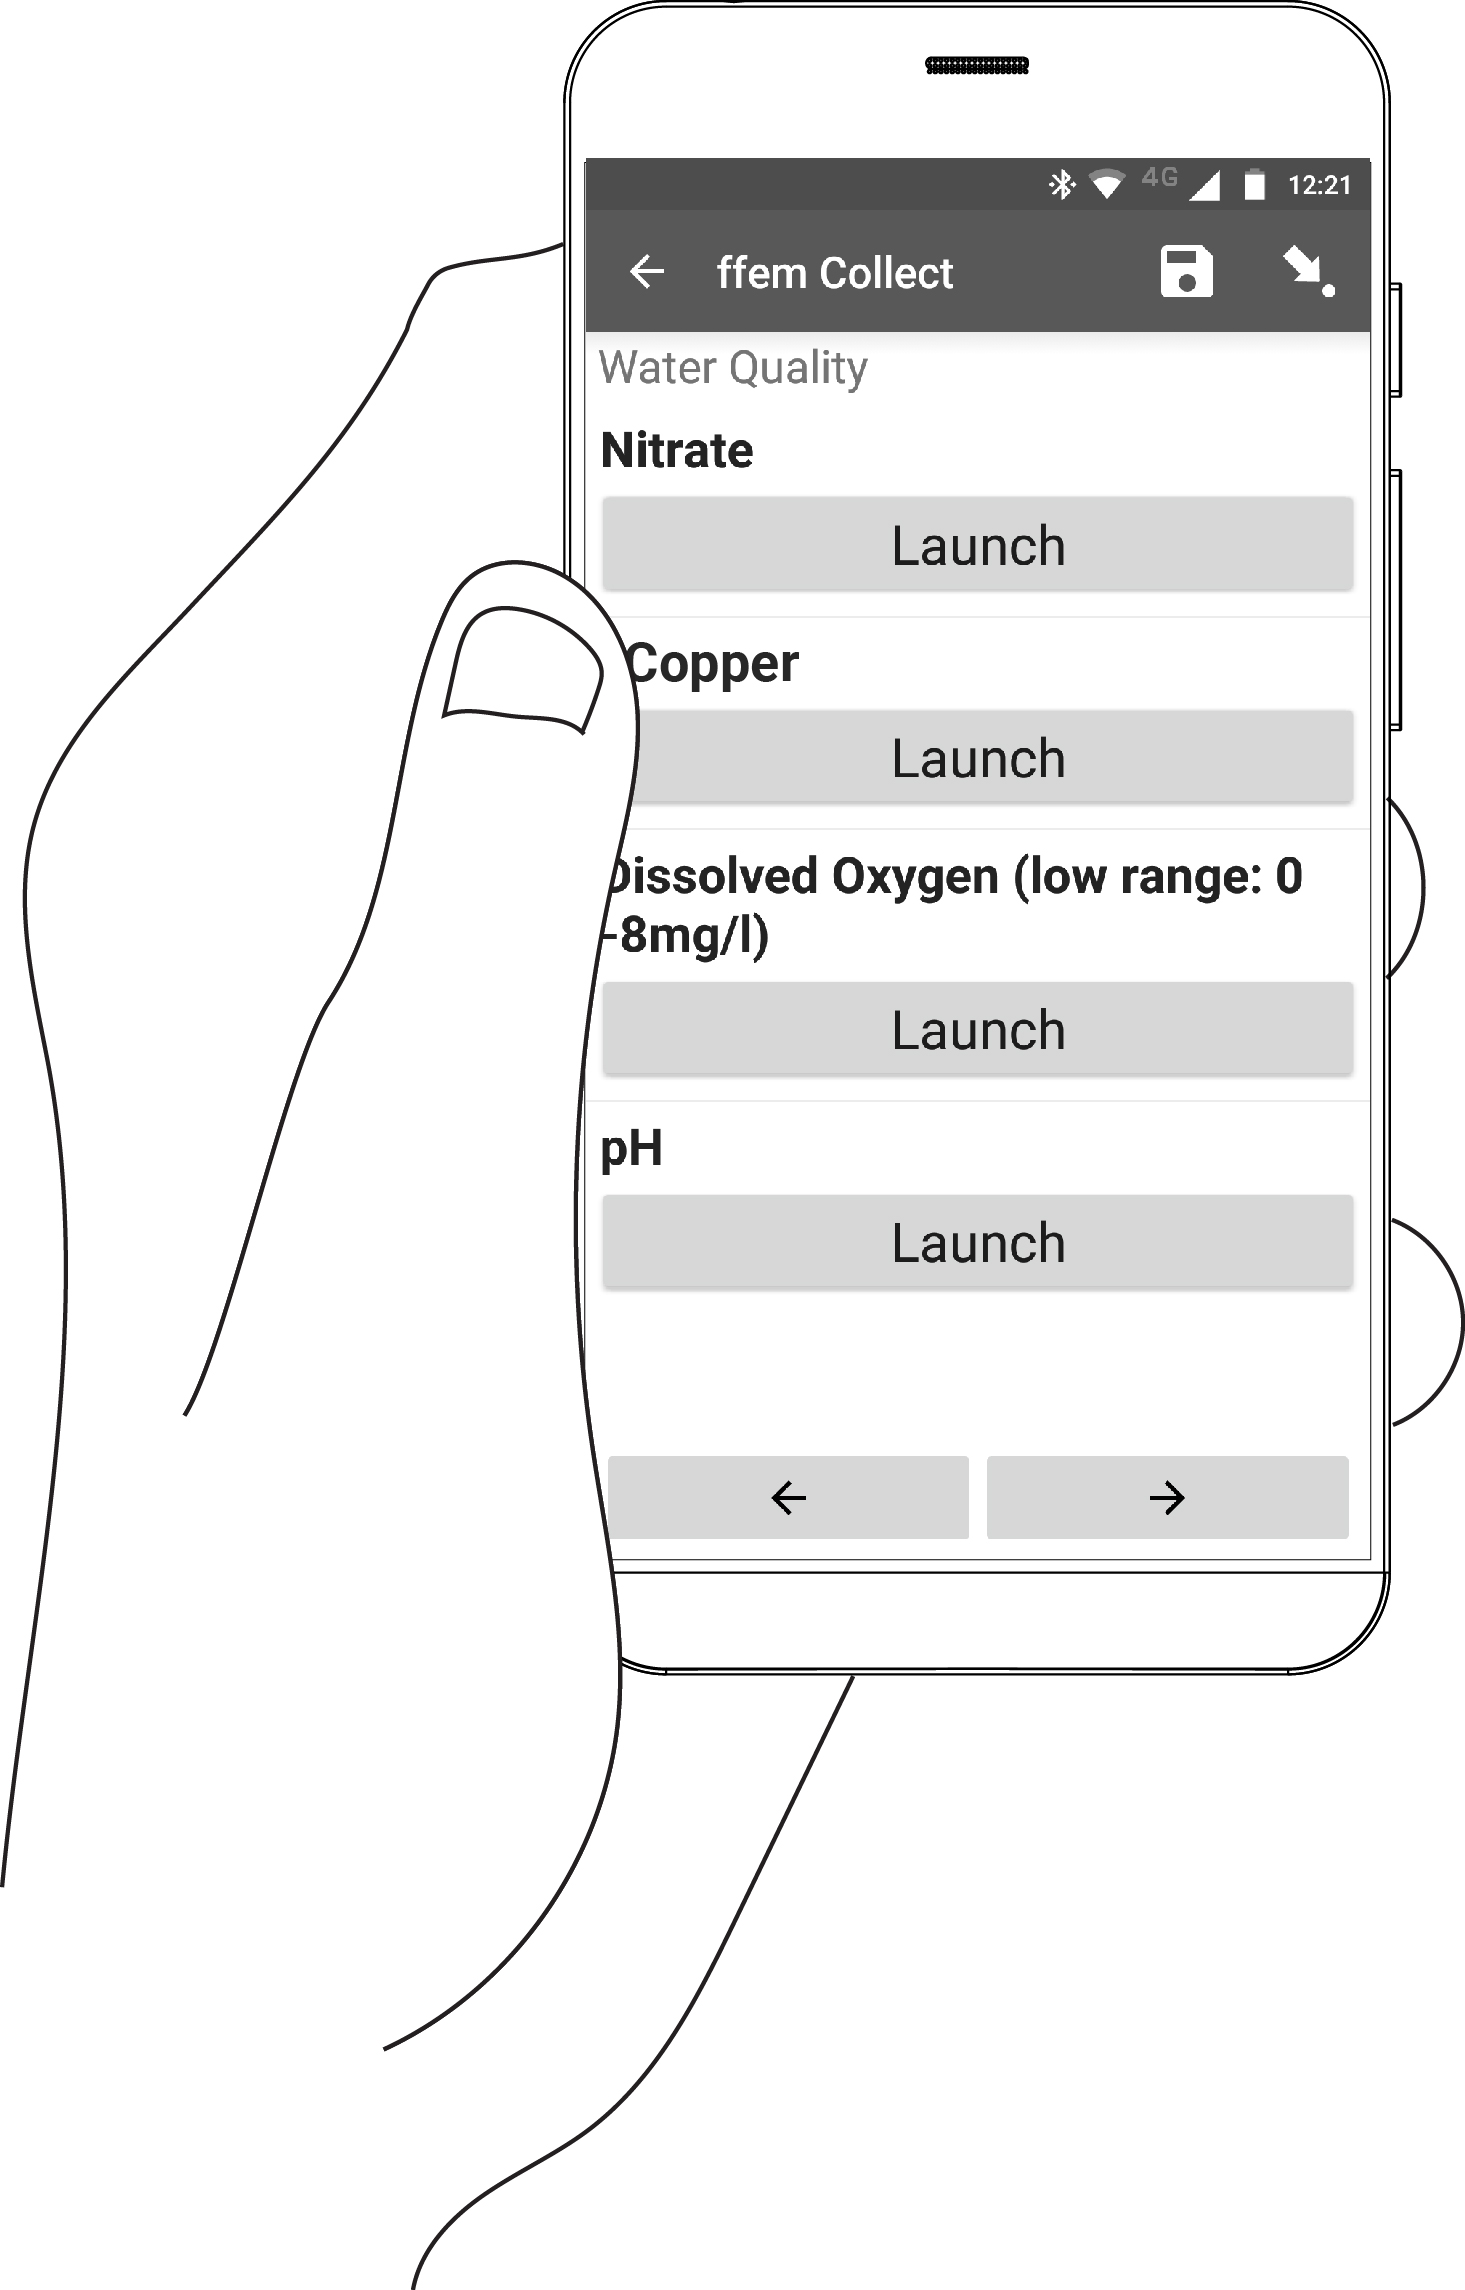 4G 12:21
ffem Collect
Water Quality
Nitrate
Launch
Copper
Launch
Dissolved Oxygen (low range: 0
-8mg/l)
Launch
pH
Launch